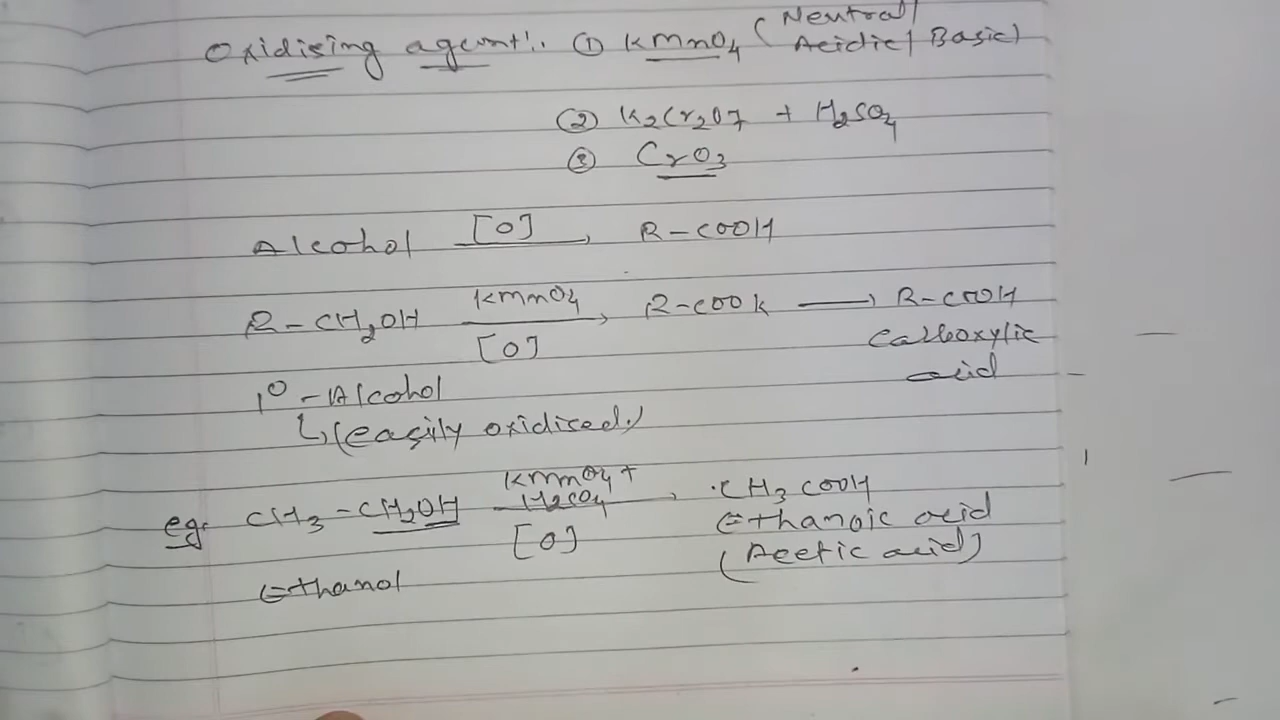 Oxidising agent:. ① KMnO4 (Neutral/
Acidic/Basic)
② K2Cr2O7 + H2SO4
③ CrO3
Alcohol [O] → R-COOH
R-CH2OH KMnO4 [O] → R-COOK → R-COOH
Carboxylic
acid
1° - Alcohol
↳ (easily oxidised.)
eg. CH3-CH2OH KMnO4 + H2SO4 [O] → CH3COOH
Ethanoic acid
(Acetic acid)
Ethanol